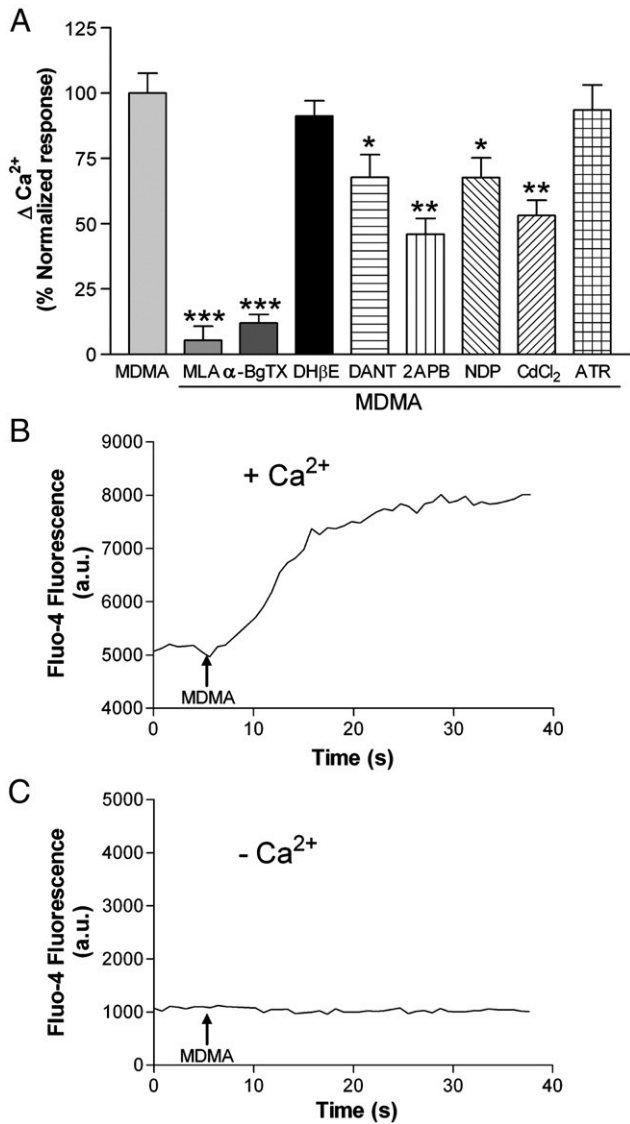 A
Δ Ca²⁺
(% Normalized response)
125
100
75
50
25
0
***
***
*
**
*
**
MDMA
MLA
α-BgTX
DHβE
DANT
2APB
NDP
CdCl₂
ATR
MDMA
B
Fluo-4 Fluorescence
(a.u.)
9000
8000
7000
6000
5000
4000
+ Ca²⁺
MDMA
0
10
20
30
40
Time (s)
C
Fluo-4 Fluorescence
(a.u.)
5000
4000
3000
2000
1000
0
- Ca²⁺
MDMA
0
10
20
30
40
Time (s)